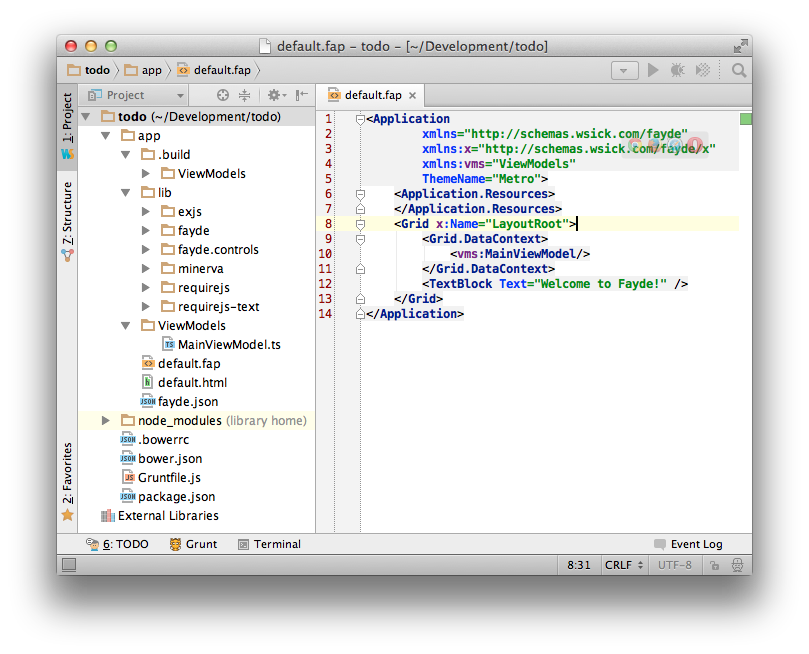 default.fap – todo – [~/Development/todo]
todo app default.fap
1: Project
Z: Structure
2: Favorites
Project
todo (~/Development/todo)
app
.build
ViewModels
lib
exjs
fayde
fayde.controls
minerva
requirejs
requirejs-text
ViewModels
MainViewModel.ts
default.fap
default.html
fayde.json
node_modules (library home)
.bowerrc
bower.json
Gruntfile.js
package.json
External Libraries
default.fap
1 <Application
2 xmlns="http://schemas.wsick.com/fayde"
3 xmlns:x="http://schemas.wsick.com/fayde/x"
4 xmlns:vms="ViewModels"
5 ThemeName="Metro">
6 <Application.Resources>
7 </Application.Resources>
8 <Grid x:Name="LayoutRoot">
9 <Grid.DataContext>
10 <vms:MainViewModel/>
11 </Grid.DataContext>
12 <TextBlock Text="Welcome to Fayde!" />
13 </Grid>
14 </Application>
6: TODO Grunt Terminal Event Log
8:31 CRLF UTF-8